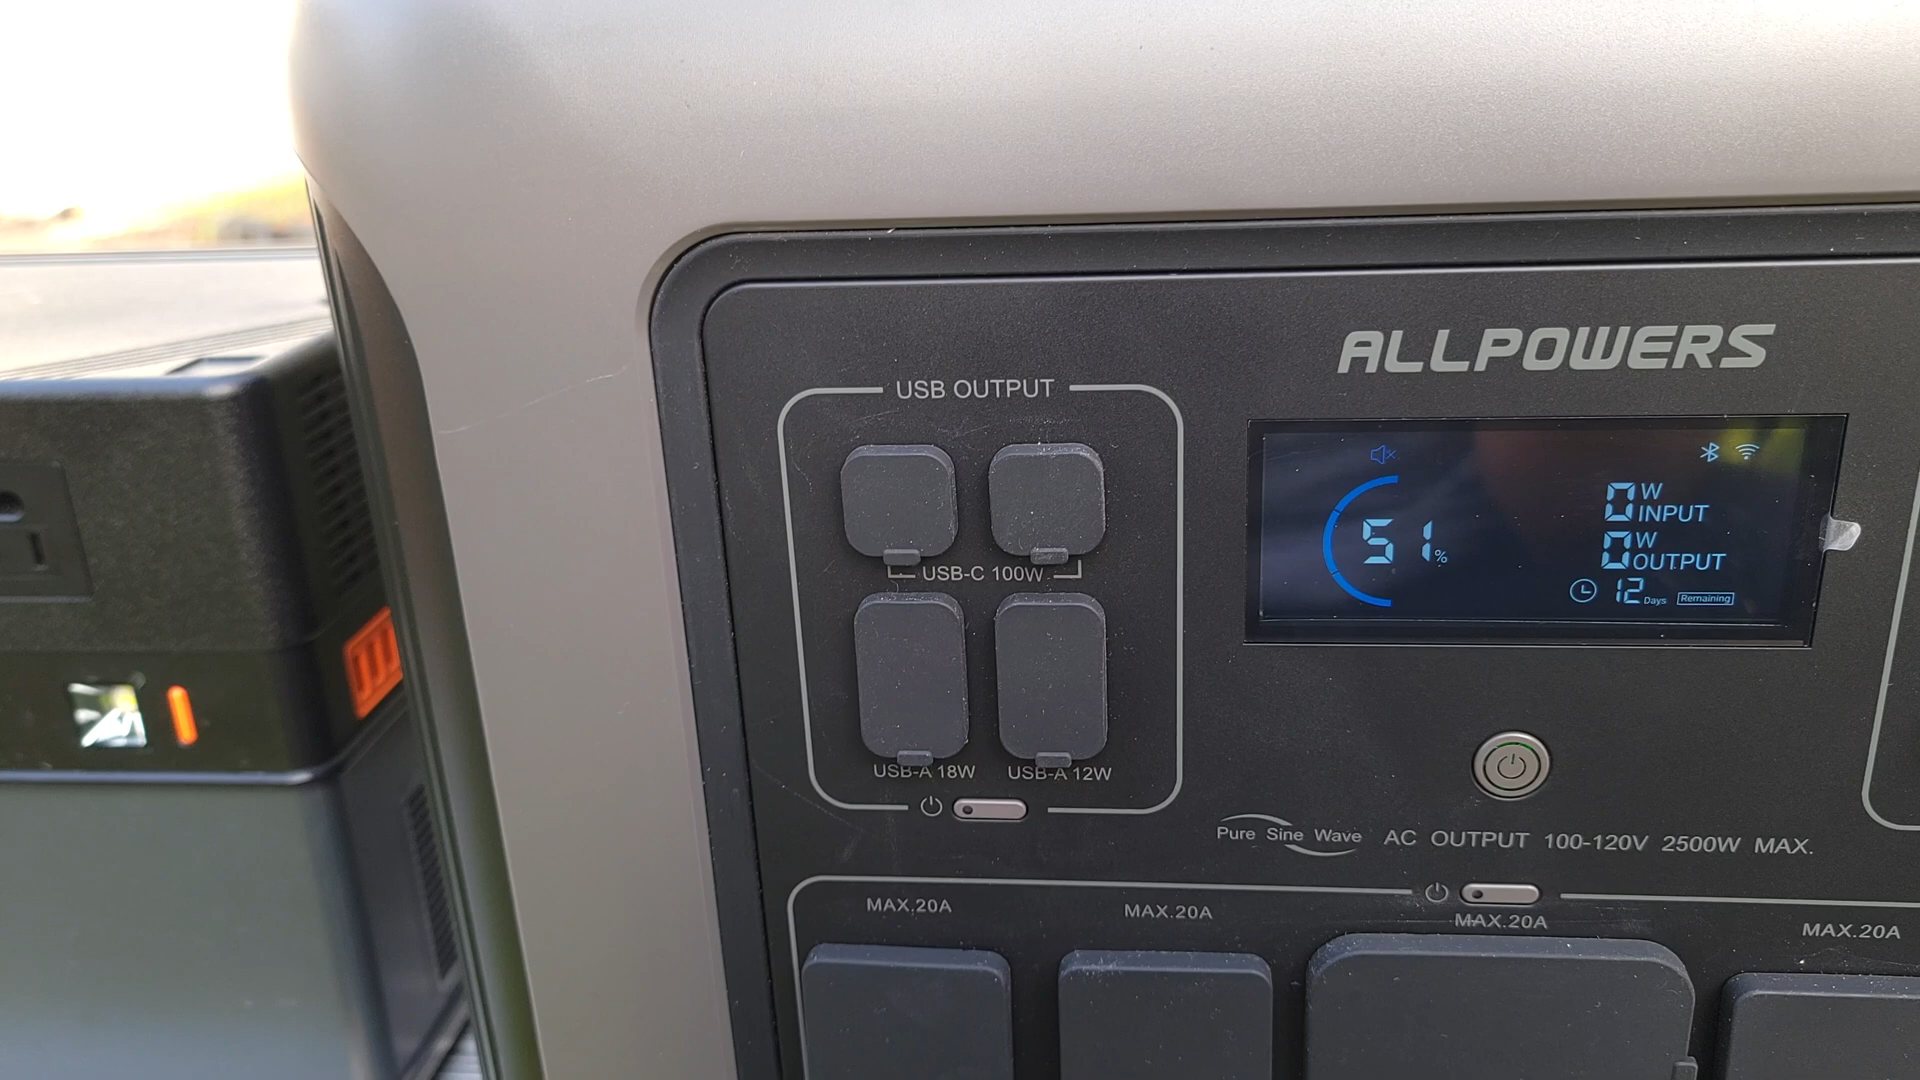 ALLPOWERS
USB OUTPUT
USB-C 100W
USB-A 18W
USB-A 12W
51%
0W
INPUT
0W
OUTPUT
12 Days Remaining
Pure Sine Wave
AC OUTPUT 100-120V 2500W MAX.
MAX.20A
MAX.20A
MAX.20A
MAX.20A